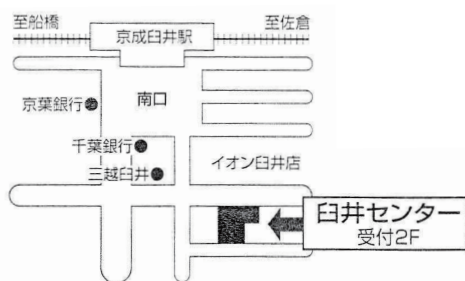 至船橋
京成臼井駅
至佐倉
南口
京葉銀行
千葉銀行
イオン臼井店
三越臼井
臼井センター
受付2F